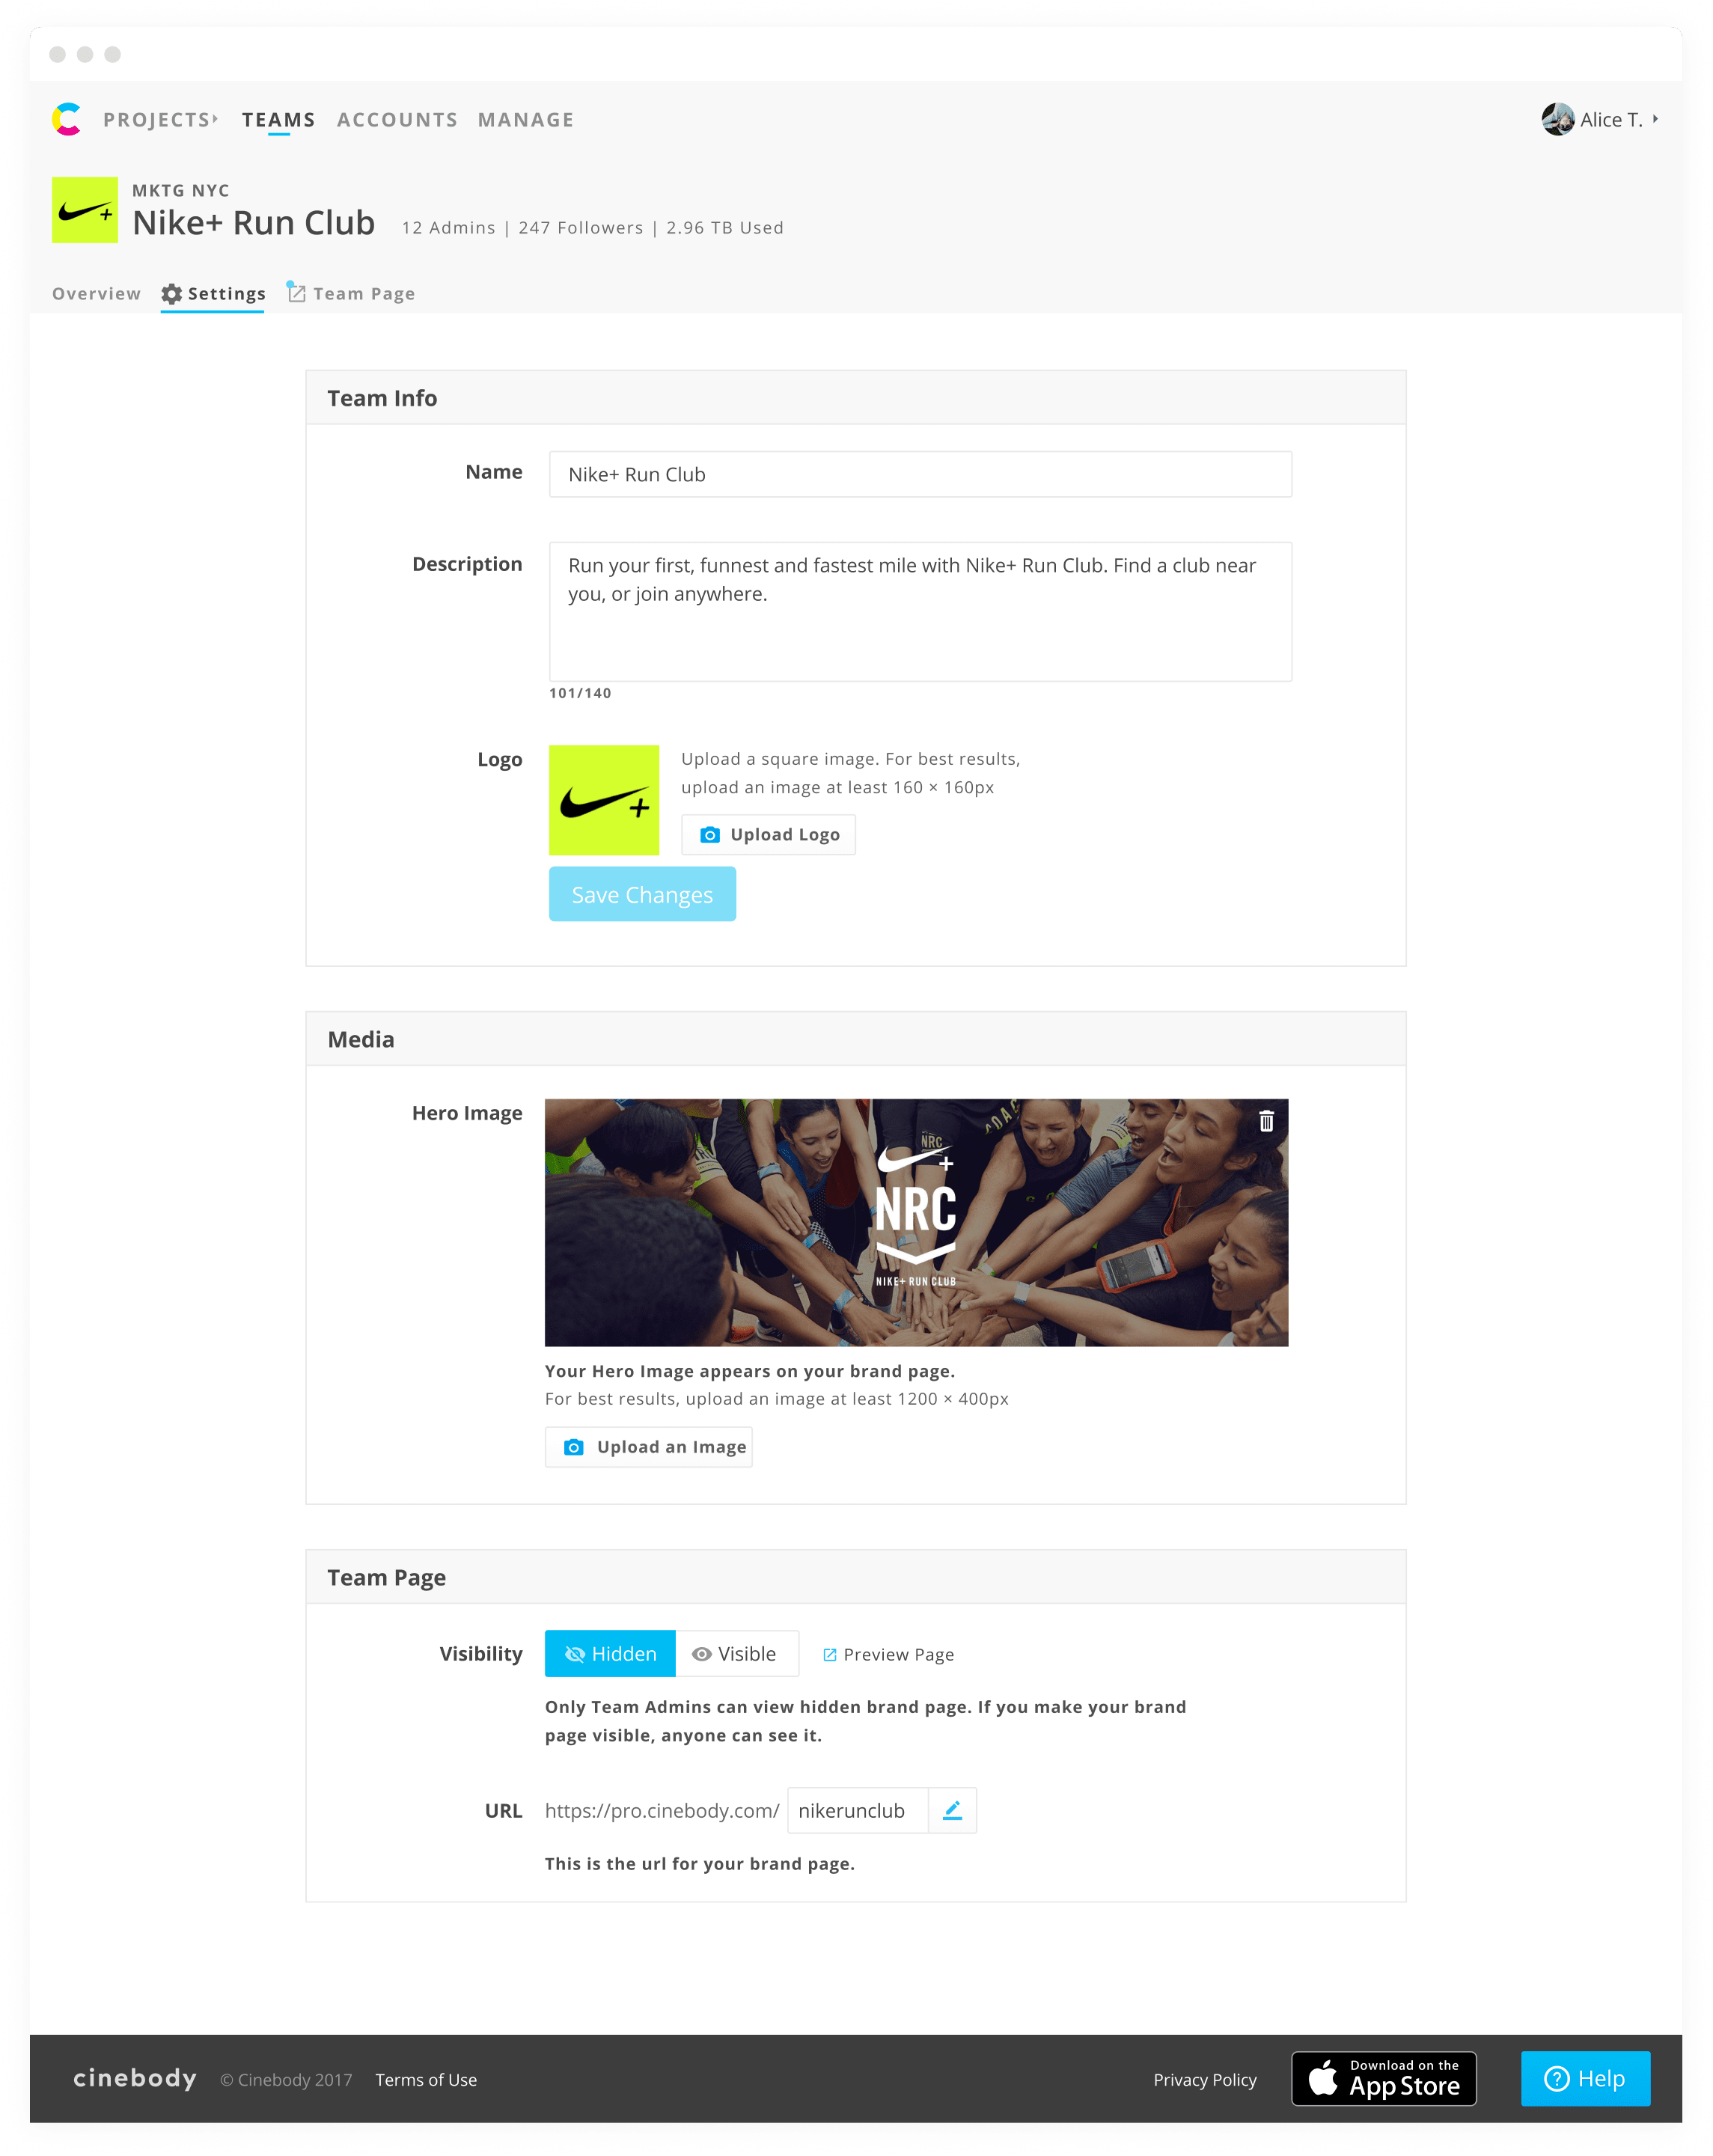 PROJECTS TEAMS ACCOUNTS MANAGE
Alice T.
MKTG NYC
Nike+ Run Club 12 Admins | 247 Followers | 2.96 TB Used
Overview Settings Team Page
Team Info
Name Nike+ Run Club
Description Run your first, funnest and fastest mile with Nike+ Run Club. Find a club near
you, or join anywhere.
101/140
Logo Upload a square image. For best results,
upload an image at least 160 × 160px
Upload Logo
Save Changes
Media
Hero Image
COACH
NRC
NRC
NIKE+ RUN CLUB
Your Hero Image appears on your brand page.
For best results, upload an image at least 1200 × 400px
Upload an Image
Team Page
Visibility Hidden Visible Preview Page
Only Team Admins can view hidden brand page. If you make your brand
page visible, anyone can see it.
URL https://pro.cinebody.com/ nikerunclub
This is the url for your brand page.
cinebody © Cinebody 2017 Terms of Use Privacy Policy
Download on the
App Store
Help